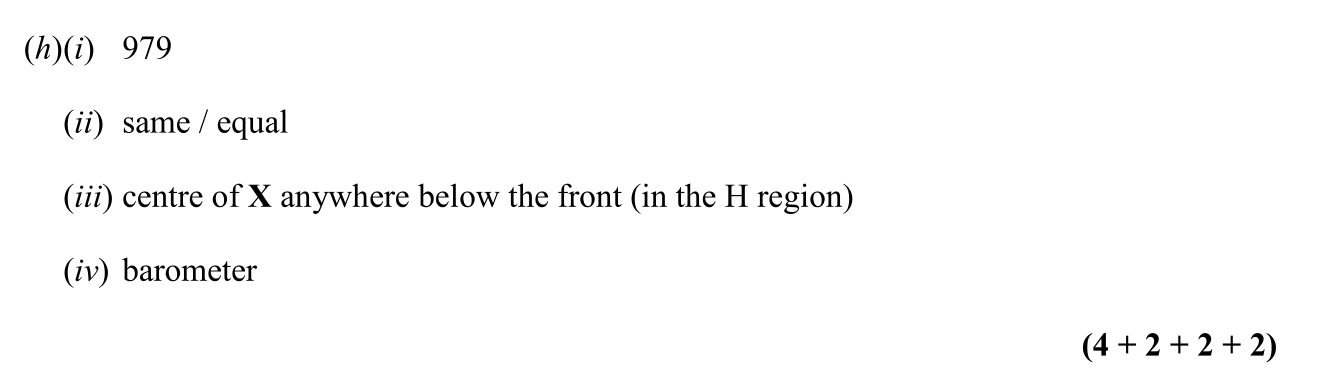 (h)(i) 979
(ii) same / equal
(iii) centre of X anywhere below the front (in the H region)
(iv) barometer
(4 + 2 + 2 + 2)